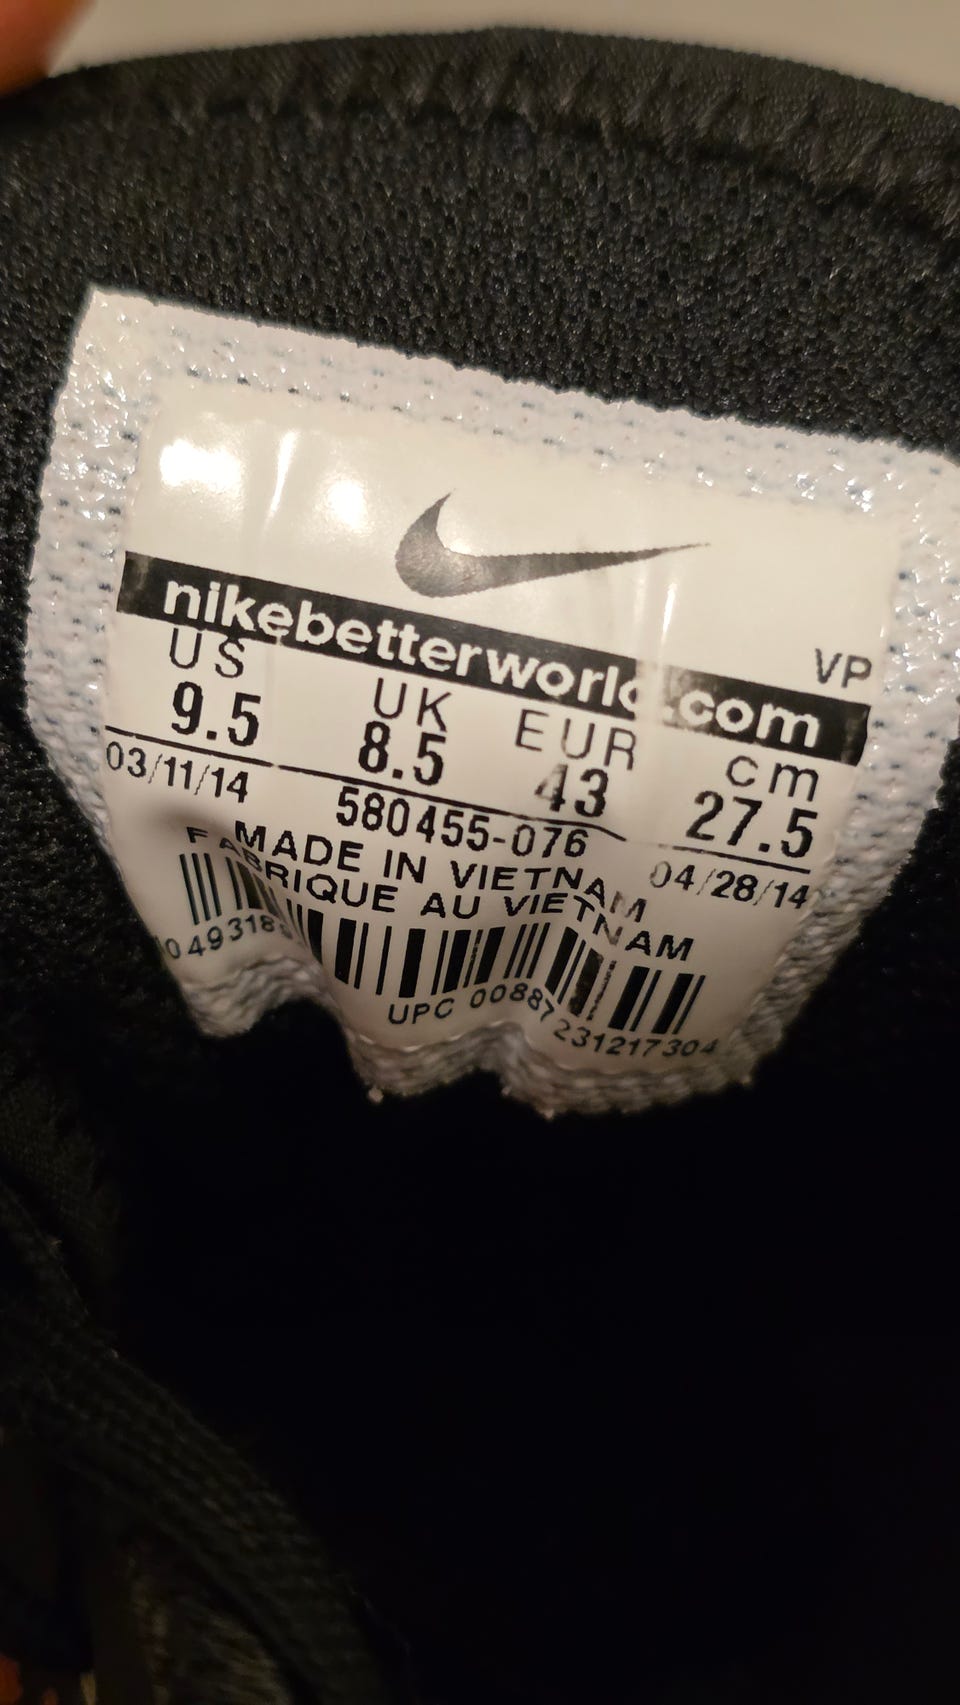 nikebetterworld.com
VP
US UK EUR cm
9.5 8.5 43 27.5
03/11/14 580455-076 04/28/14
MADE IN VIETNAM
FABRIQUE AU VIETNAM
UPC 00887231217304